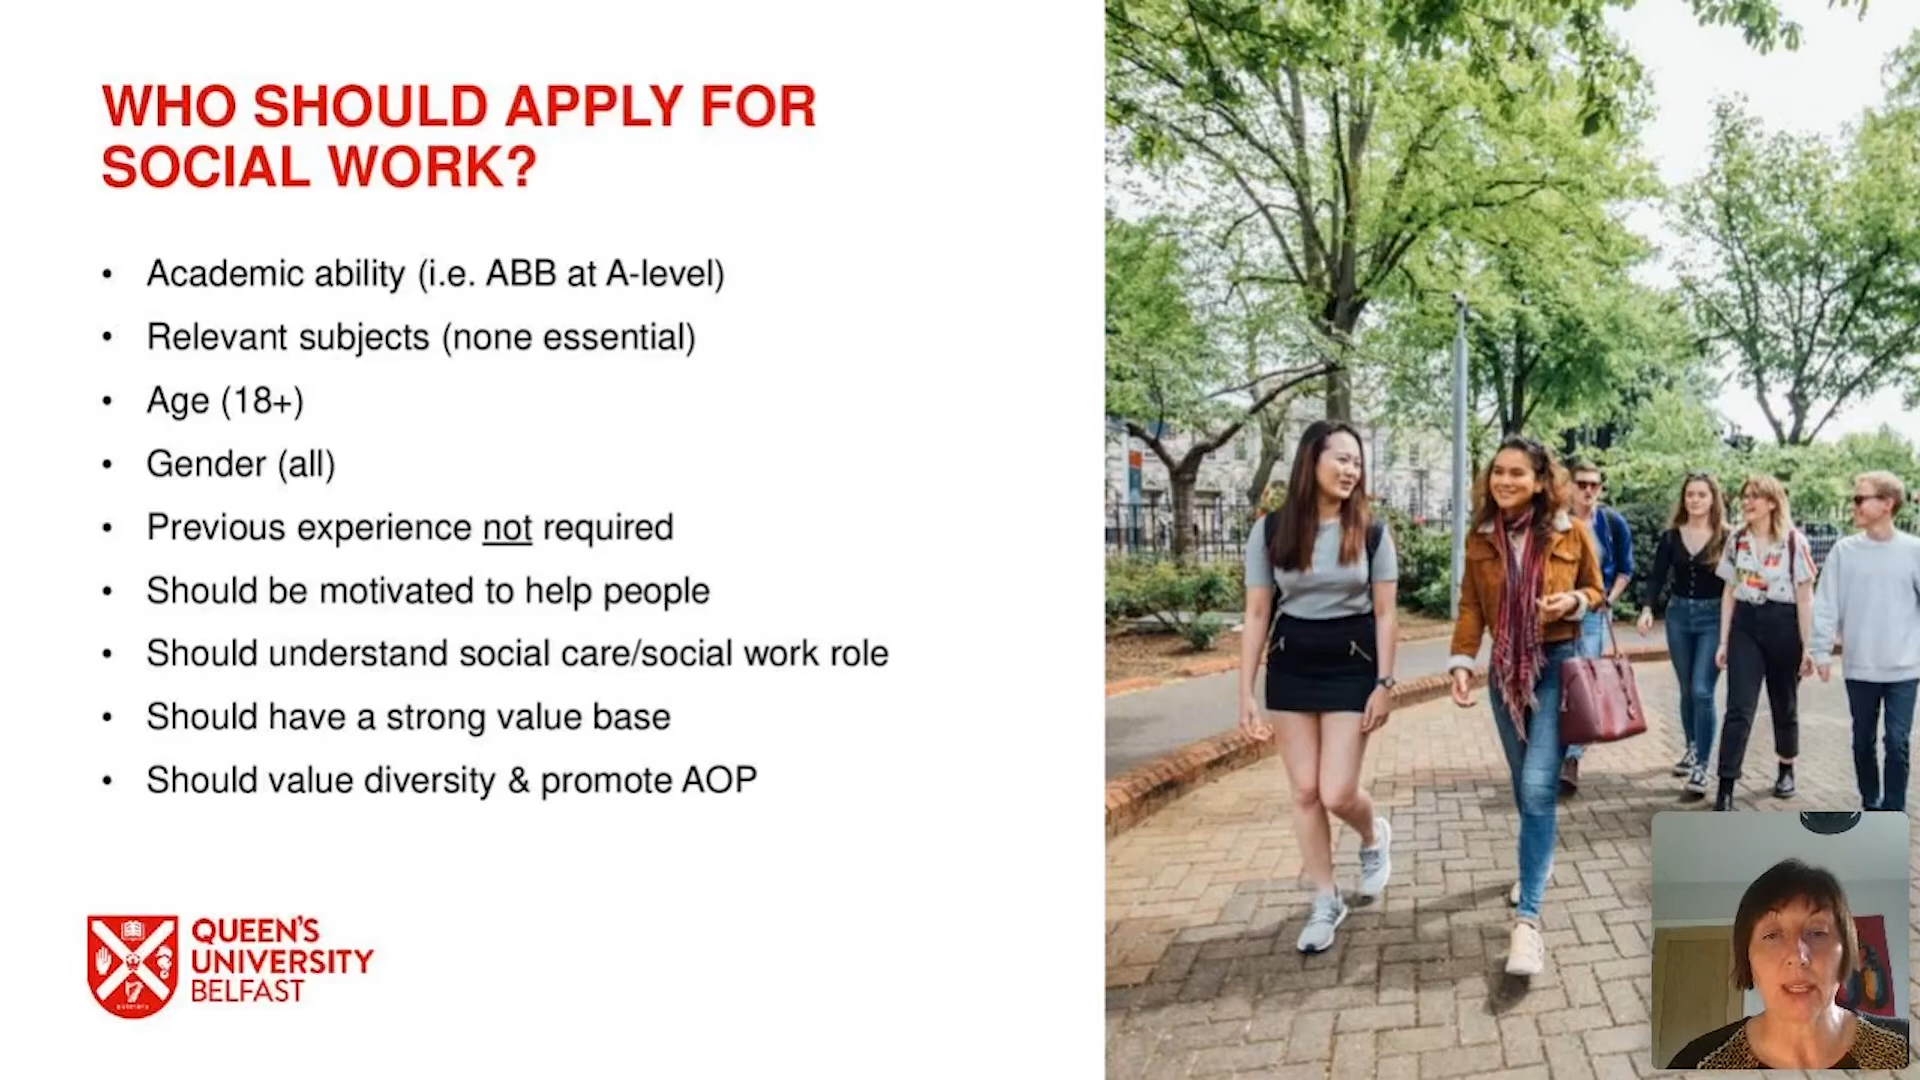 WHO SHOULD APPLY FOR
SOCIAL WORK?
• Academic ability (i.e. ABB at A-level)
• Relevant subjects (none essential)
• Age (18+)
• Gender (all)
• Previous experience not required
• Should be motivated to help people
• Should understand social care/social work role
• Should have a strong value base
• Should value diversity & promote AOP
QUEEN'S
UNIVERSITY
BELFAST